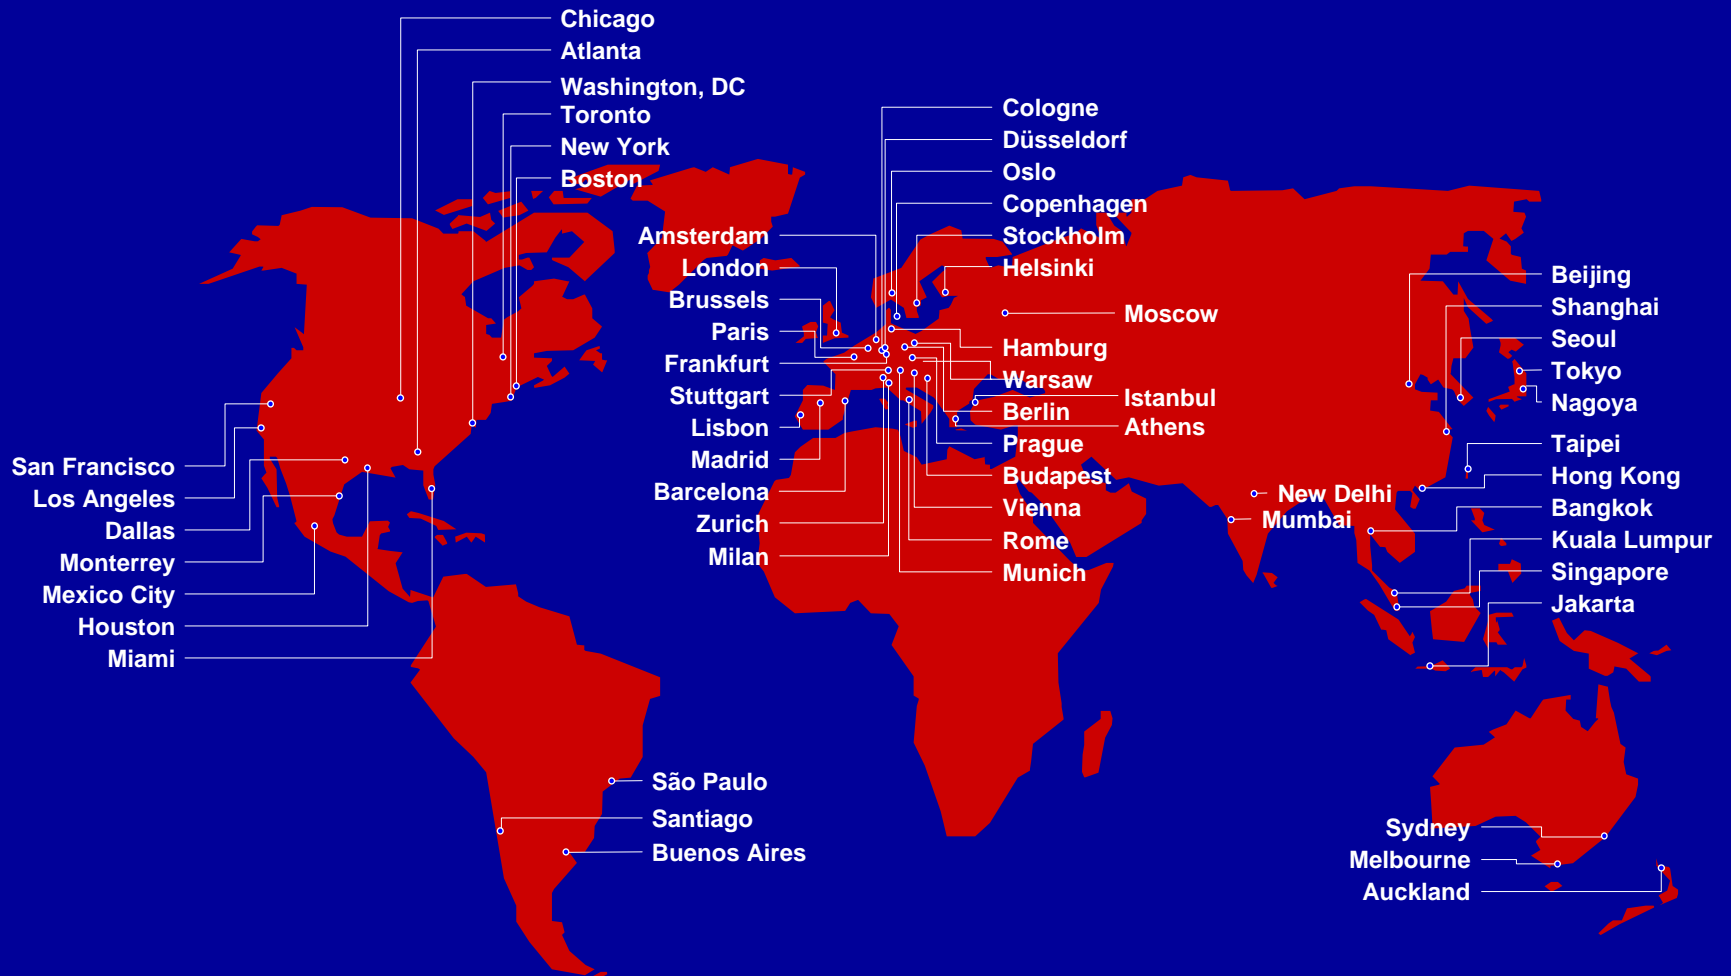 Chicago
Atlanta
Washington, DC
Toronto
New York
Boston
San Francisco
Los Angeles
Dallas
Monterrey
Mexico City
Houston
Miami
São Paulo
Santiago
Buenos Aires
Amsterdam
London
Brussels
Paris
Frankfurt
Stuttgart
Lisbon
Madrid
Barcelona
Zurich
Milan
Cologne
Düsseldorf
Oslo
Copenhagen
Stockholm
Helsinki
Moscow
Hamburg
Warsaw
Istanbul
Berlin
Athens
Prague
Budapest
Vienna
Rome
Munich
New Delhi
Mumbai
Beijing
Shanghai
Seoul
Tokyo
Nagoya
Taipei
Hong Kong
Bangkok
Kuala Lumpur
Singapore
Jakarta
Sydney
Melbourne
Auckland